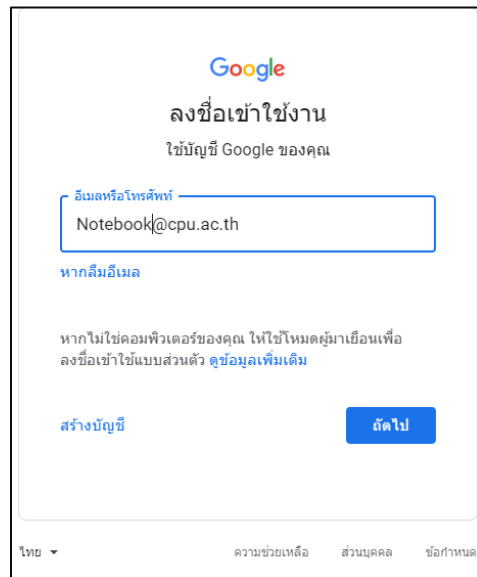 Google
ลงชื่อเข้าใช้งาน
ใช้บัญชี Google ของคุณ
อีเมลหรือโทรศัพท์
Notebook@cpu.ac.th
หากลืมอีเมล
หากไม่ใช่คอมพิวเตอร์ของคุณ ให้ใช้โหมดผู้มาเยือนเพื่อ
ลงชื่อเข้าใช้แบบส่วนตัว ดูข้อมูลเพิ่มเติม
สร้างบัญชี ถัดไป
ไทย ความช่วยเหลือ ส่วนบุคคล ข้อกำหนด